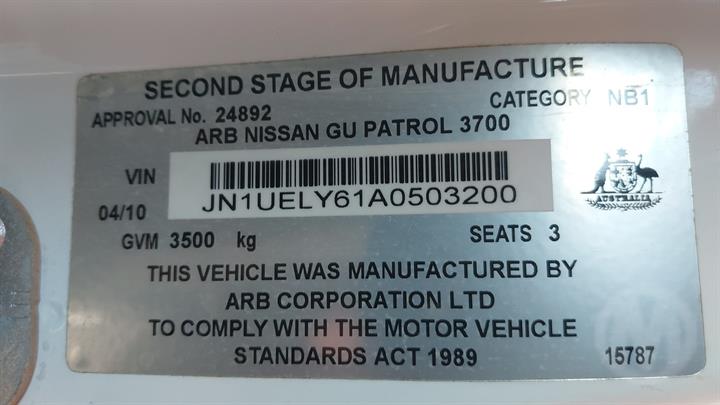 SECOND STAGE OF MANUFACTURE
APPROVAL No. 24892 CATEGORY NB1
ARB NISSAN GU PATROL 3700
VIN
JN1UELY61A0503200
AUSTRALIA
04/10
GVM 3500 kg SEATS 3
THIS VEHICLE WAS MANUFACTURED BY
ARB CORPORATION LTD
TO COMPLY WITH THE MOTOR VEHICLE
STANDARDS ACT 1989 15787